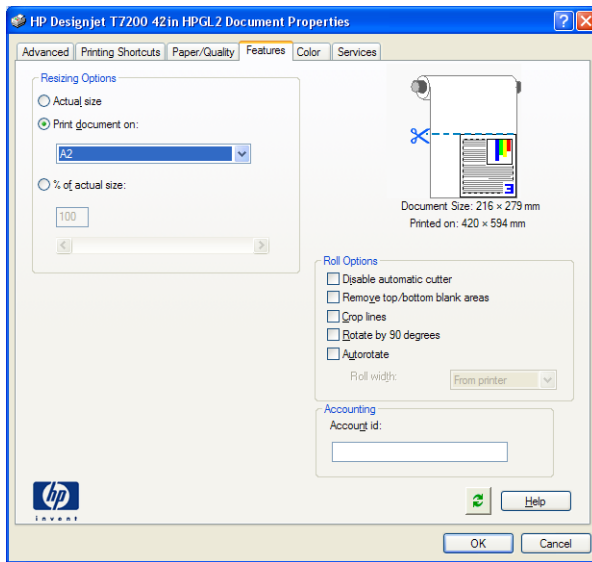 HP Designjet T7200 42in HPGL2 Document Properties
Advanced
Printing Shortcuts
Paper/Quality
Features
Color
Services
Resizing Options
Actual size
Print document on:
A2
% of actual size:
100
Document Size: 216 × 279 mm
Printed on: 420 × 594 mm
Roll Options
Disable automatic cutter
Remove top/bottom blank areas
Crop lines
Rotate by 90 degrees
Autorotate
Roll width:
From printer
Accounting
Account id:
hp
invent
Help
OK
Cancel